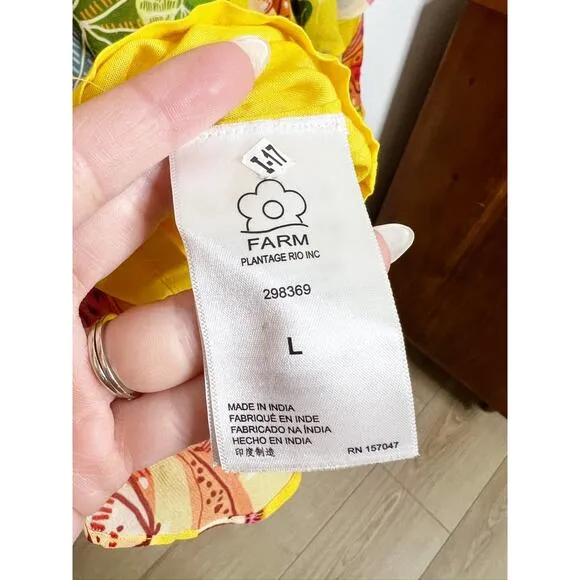 I-17
FARM
PLANTAGE RIO INC
298369
L
MADE IN INDIA
FABRIQUÉ EN INDE
FABRICADO NA ÍNDIA
HECHO EN INDIA
印度制造
RN 157047